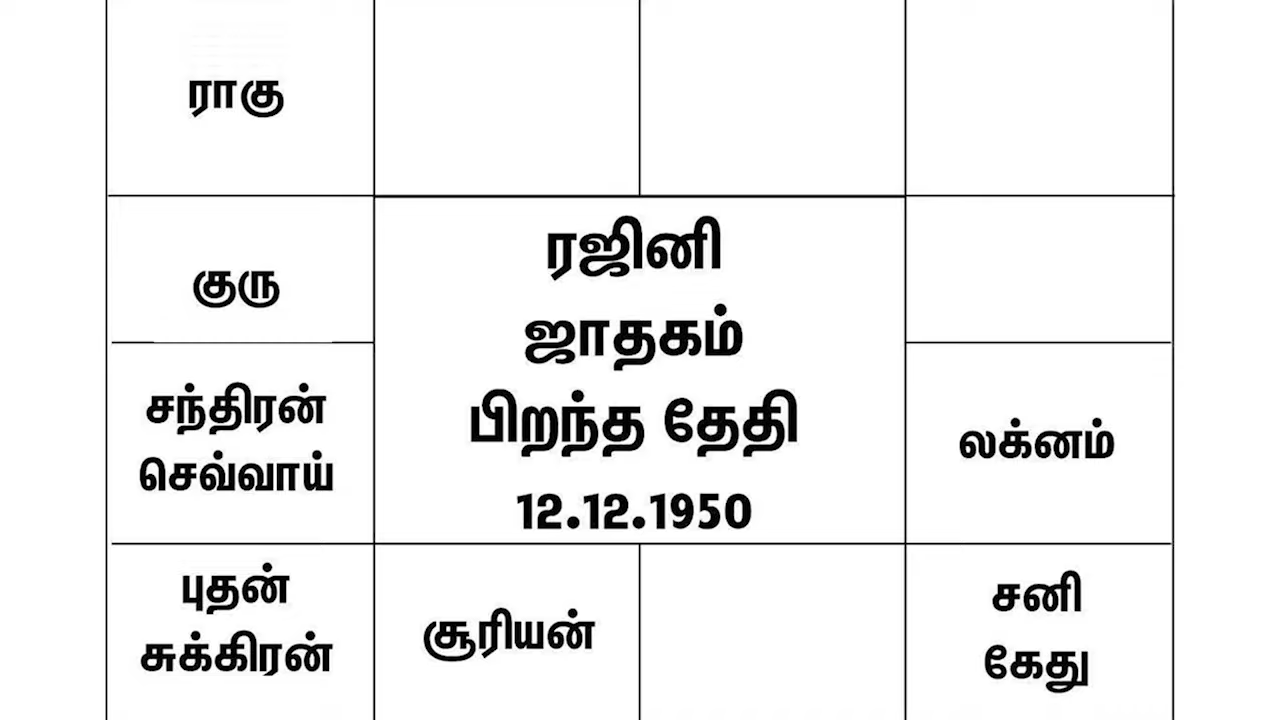 ராகு
குரு
சந்திரன்
செவ்வாய்
புதன்
சுக்கிரன்
சூரியன்
ரஜினி
ஜாதகம்
பிறந்த தேதி
12.12.1950
லக்னம்
சனி
கேது